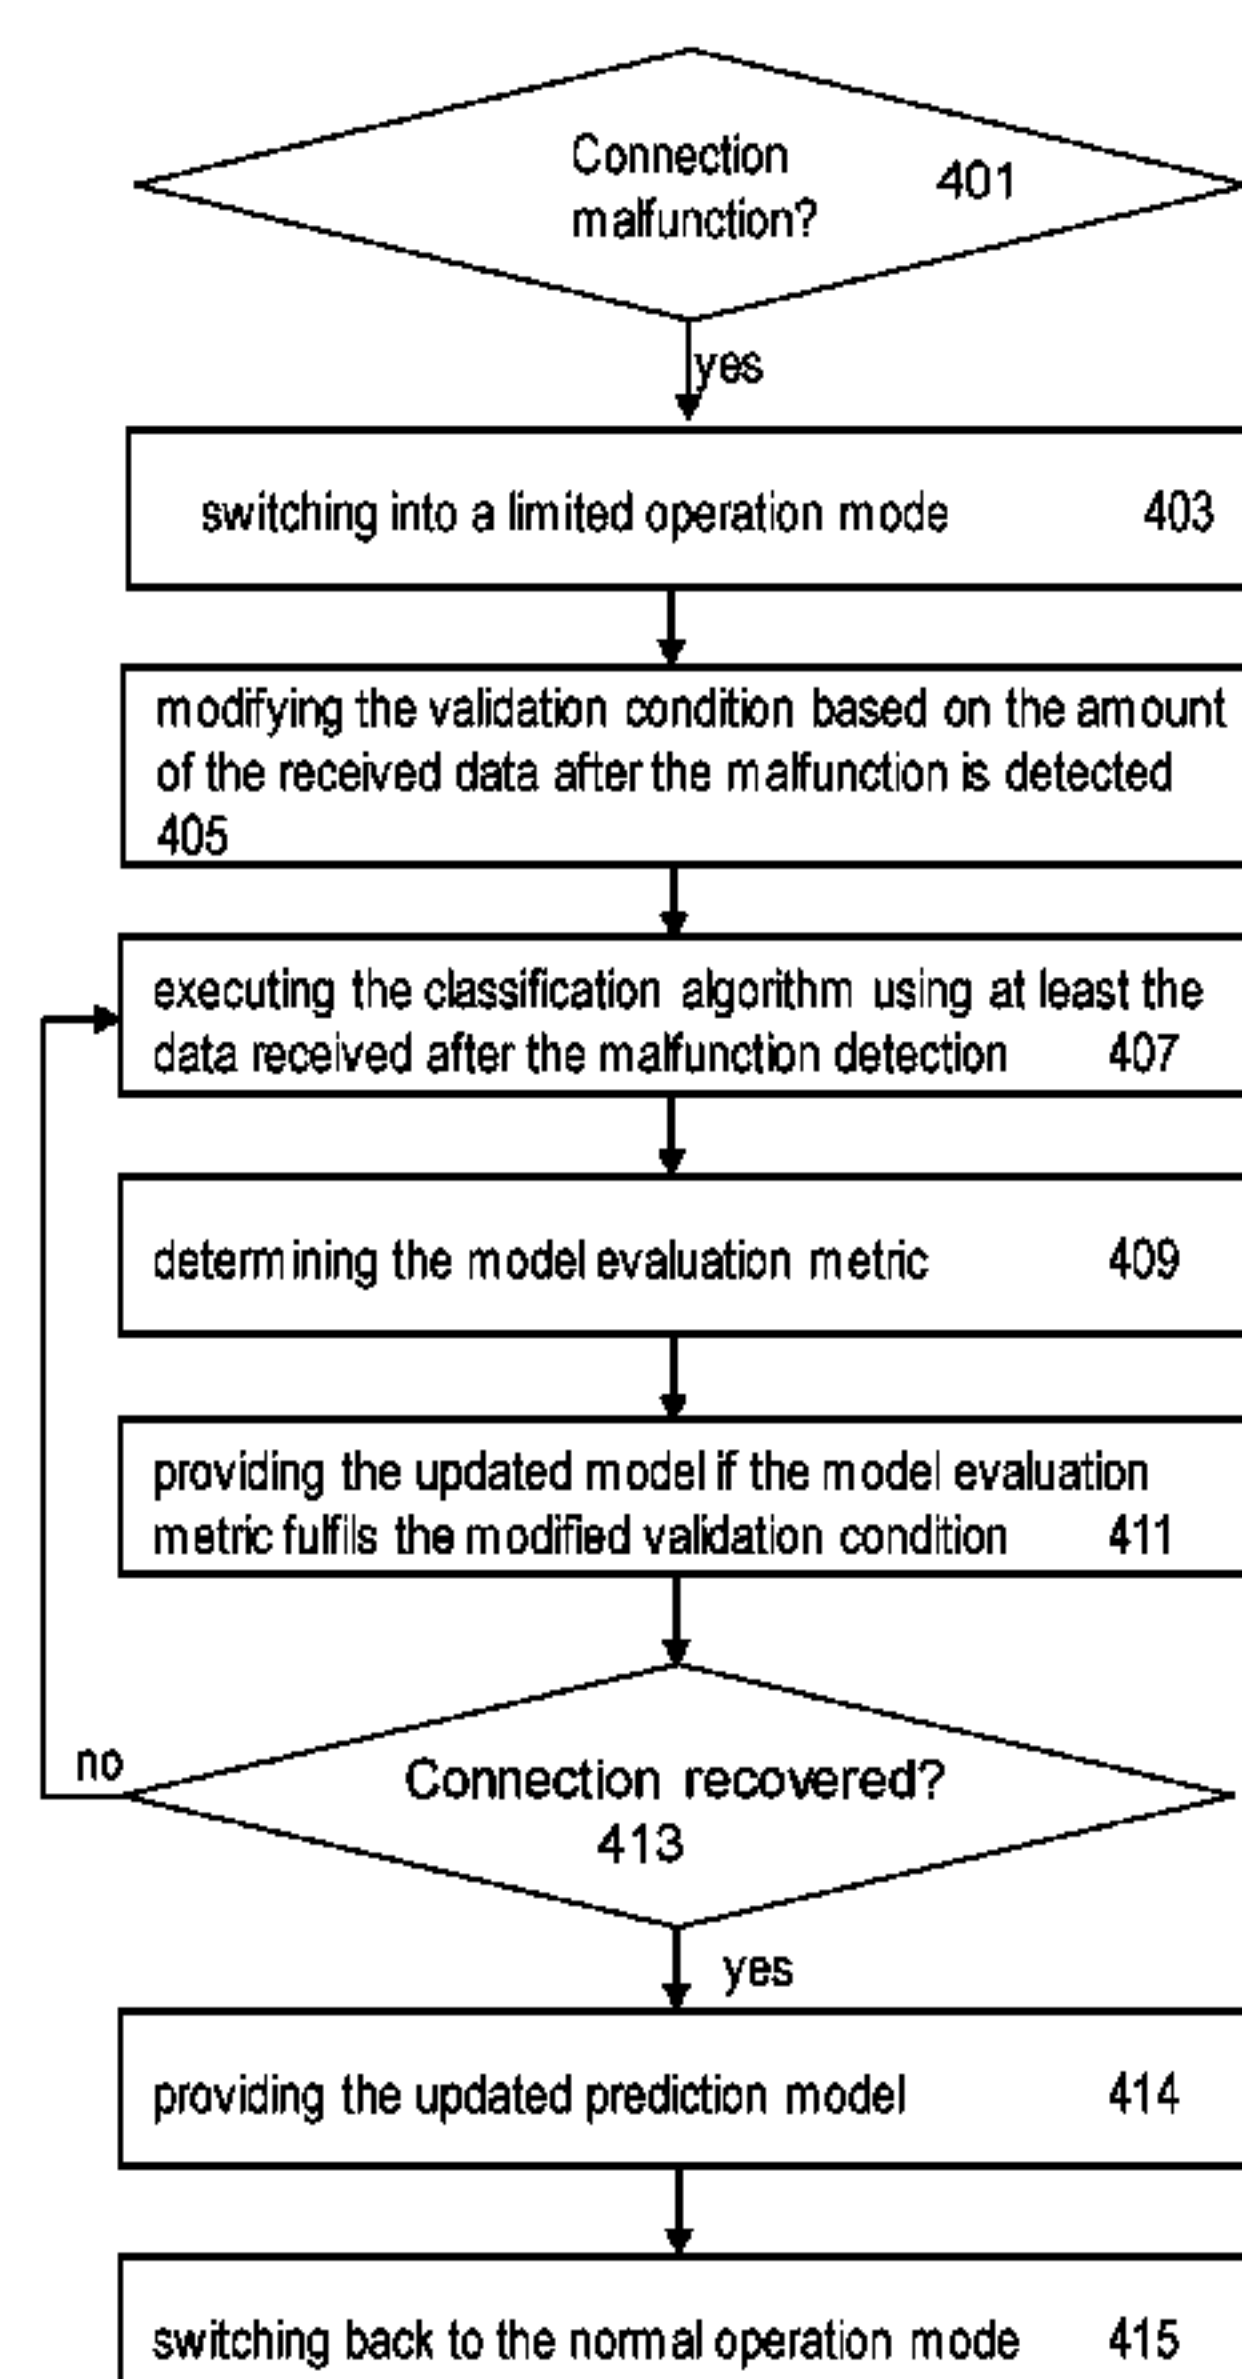 Connection
malfunction? 401
yes
switching into a limited operation mode 403
modifying the validation condition based on the amount
of the received data after the malfunction is detected
405
executing the classification algorithm using at least the
data received after the malfunction detection 407
determining the model evaluation metric 409
providing the updated model if the model evaluation
metric fulfils the modified validation condition 411
no
Connection recovered?
413
yes
providing the updated prediction model 414
switching back to the normal operation mode 415